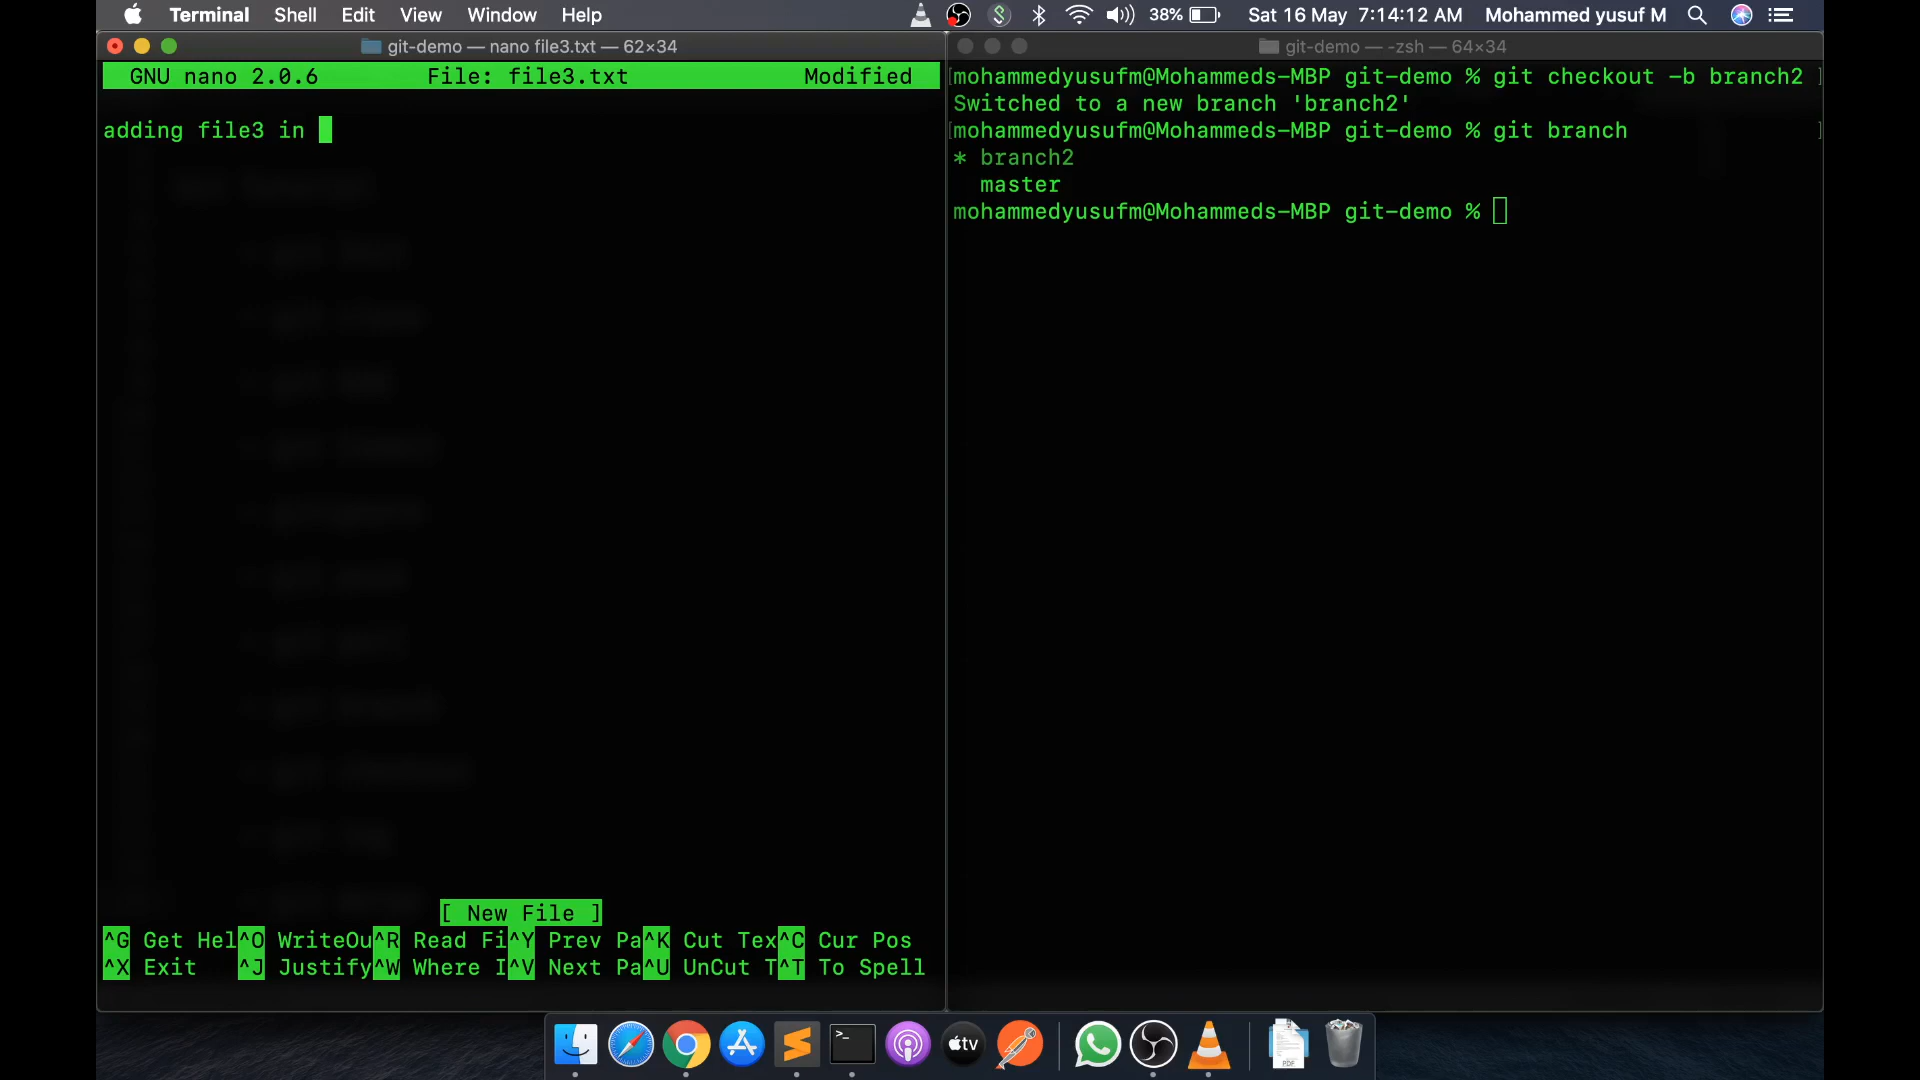 Terminal Shell Edit View Window Help 38% Sat 16 May 7:14:12 AM Mohammed yusuf M
git-demo — nano file3.txt — 62×34
GNU nano 2.0.6 File: file3.txt Modified
adding file3 in
[ New File ]
^G Get Hel^O WriteOu^R Read Fi^Y Prev Pa^K Cut Tex^C Cur Pos
^X Exit ^J Justify^W Where I^V Next Pa^U UnCut T^T To Spell
git-demo — -zsh — 64×34
[mohammedyusufm@Mohammeds-MBP git-demo % git checkout -b branch2 ]
Switched to a new branch 'branch2'
[mohammedyusufm@Mohammeds-MBP git-demo % git branch ]
* branch2
master
mohammedyusufm@Mohammeds-MBP git-demo %
>_
tv
PDF